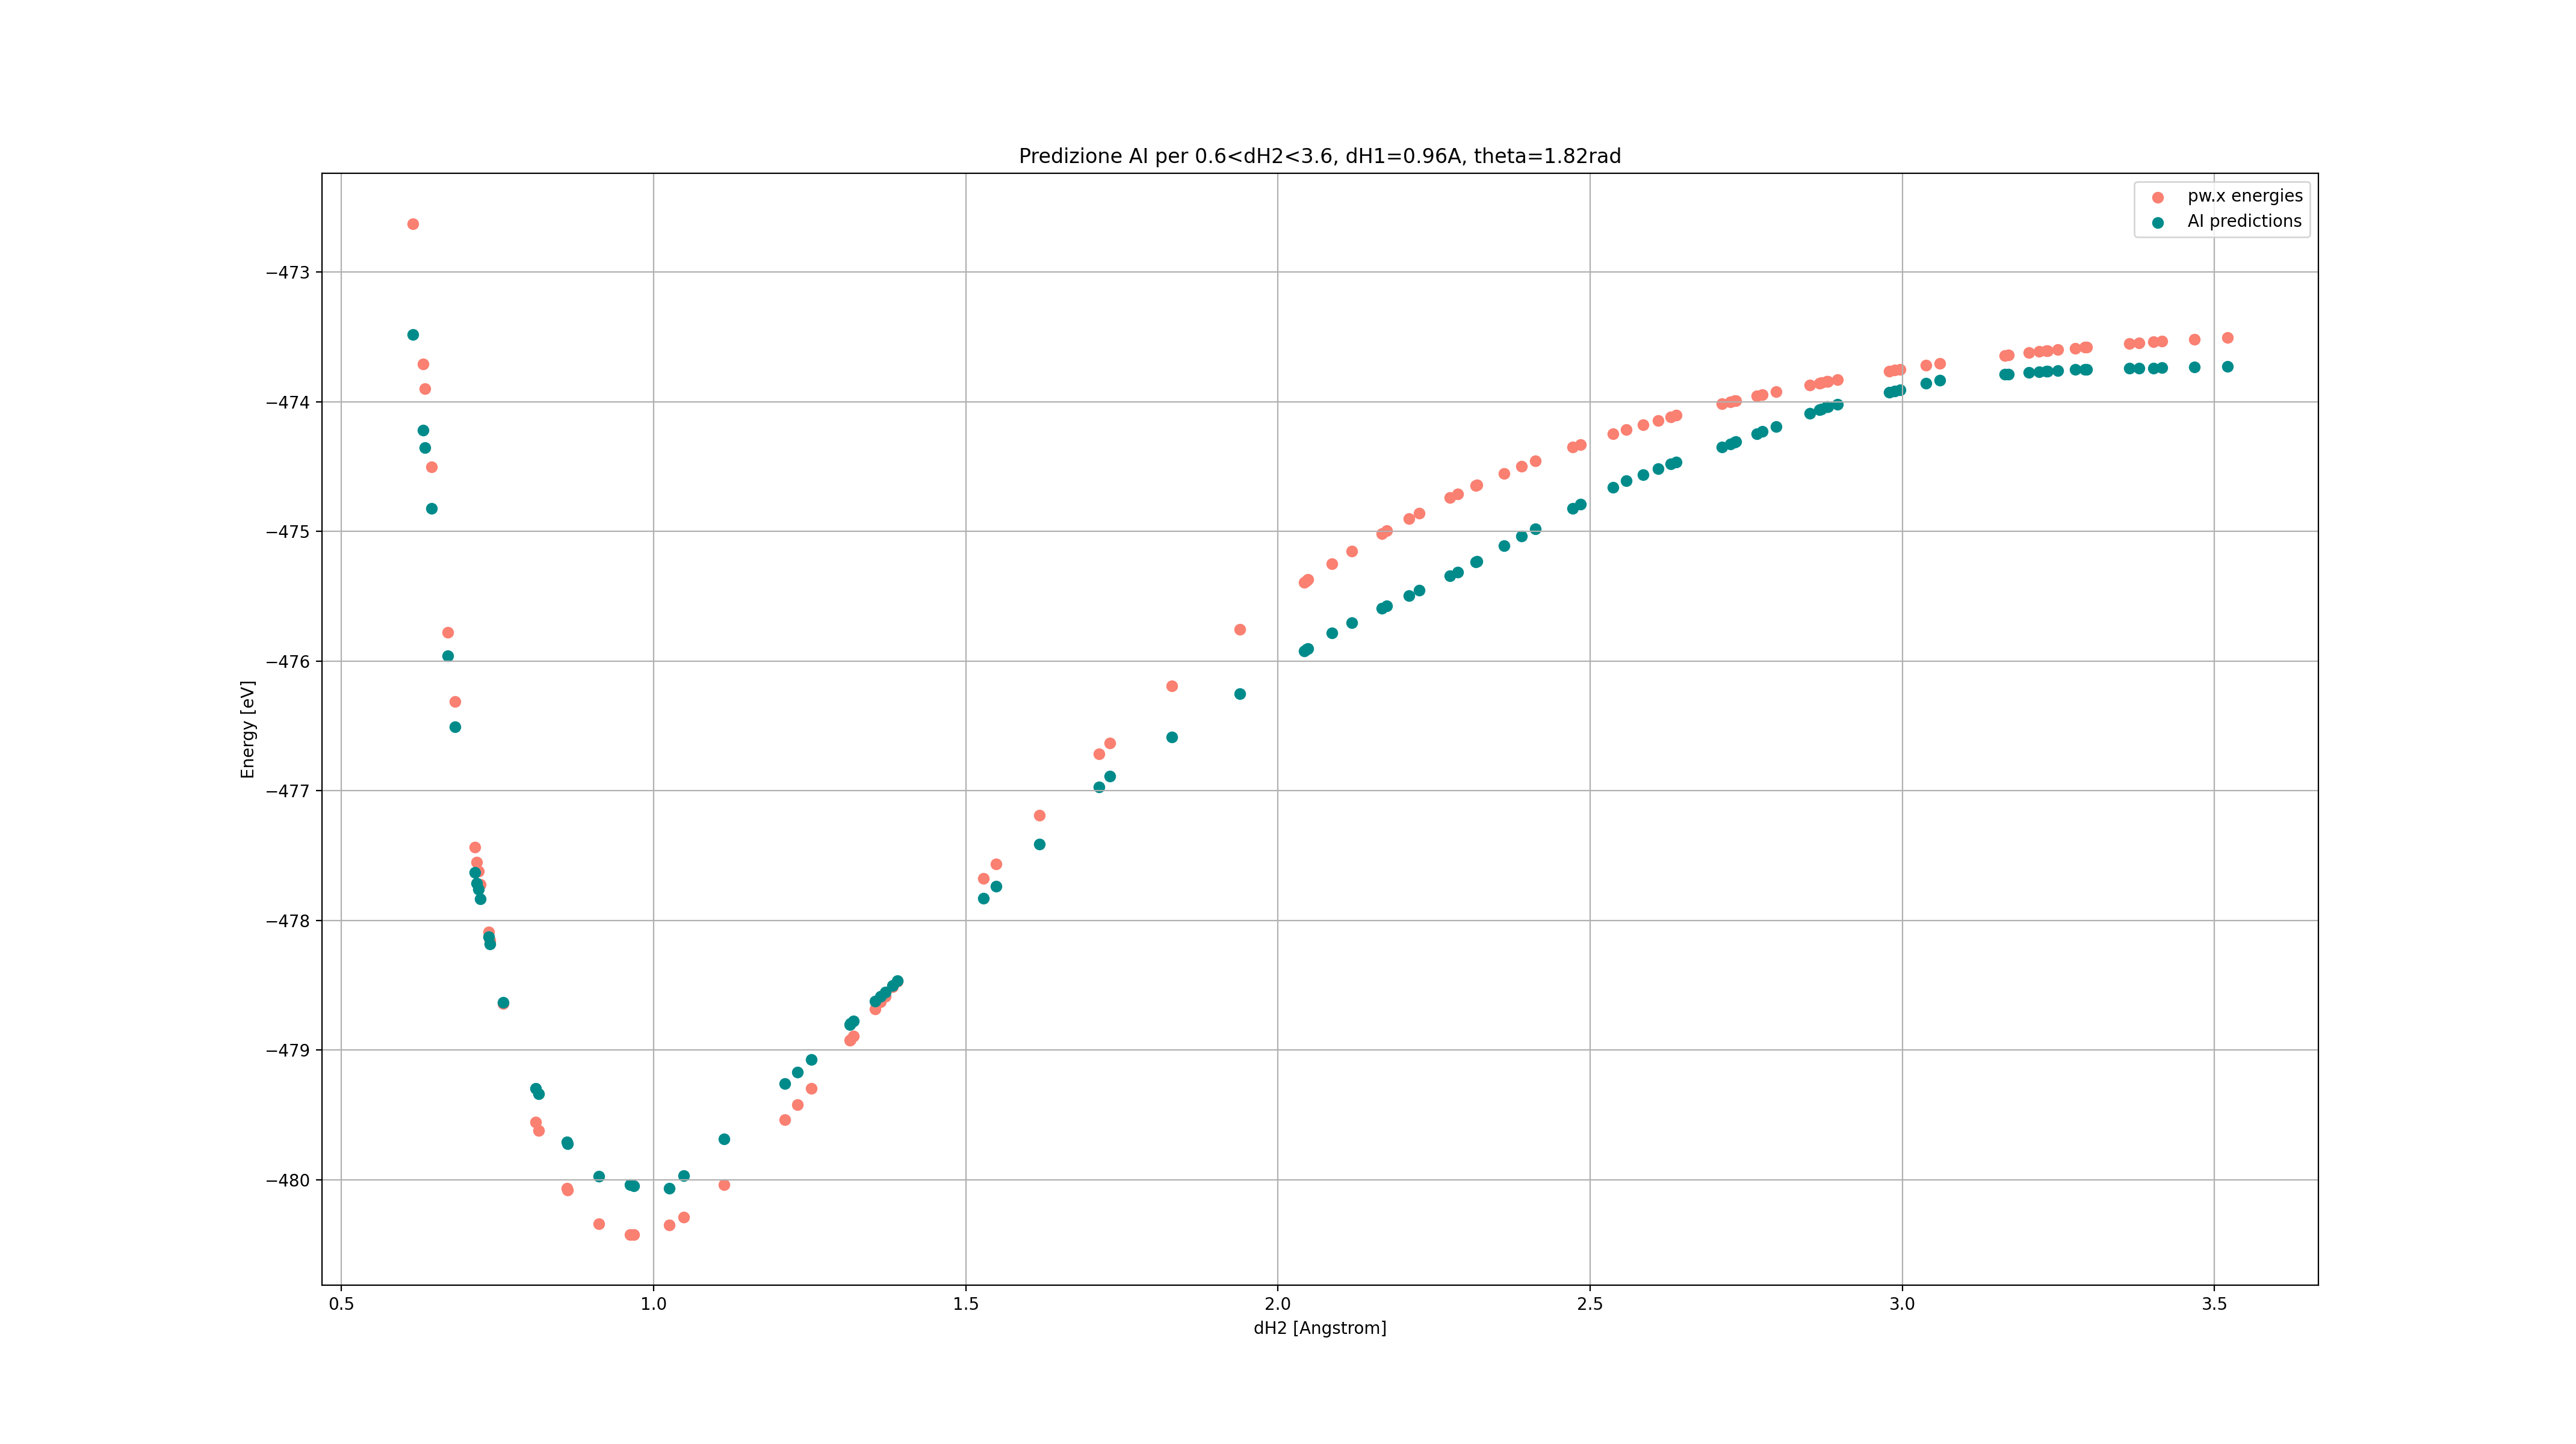 Predizione AI per 0.6<dH2<3.6, dH1=0.96A, theta=1.82rad
pw.x energies
AI predictions
−473
−474
−475
−476
−477
−478
−479
−480
Energy [eV]
0.5 1.0 1.5 2.0 2.5 3.0 3.5
dH2 [Angstrom]